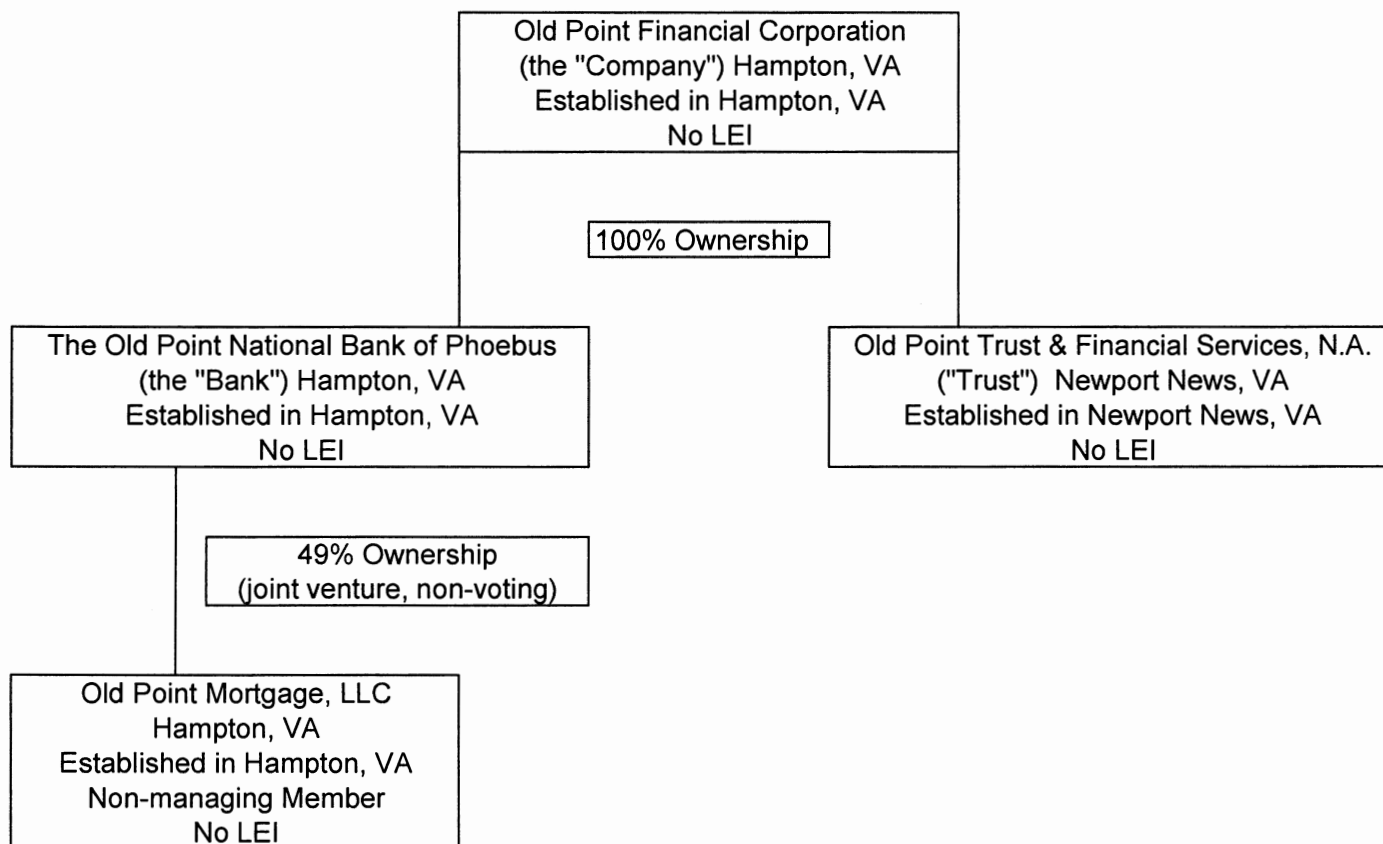 Old Point Financial Corporation
(the "Company") Hampton, VA
Established in Hampton, VA
No LEI
100% Ownership
The Old Point National Bank of Phoebus
(the "Bank") Hampton, VA
Established in Hampton, VA
No LEI
Old Point Trust & Financial Services, N.A.
("Trust") Newport News, VA
Established in Newport News, VA
No LEI
49% Ownership
(joint venture, non-voting)
Old Point Mortgage, LLC
Hampton, VA
Established in Hampton, VA
Non-managing Member
No LEI